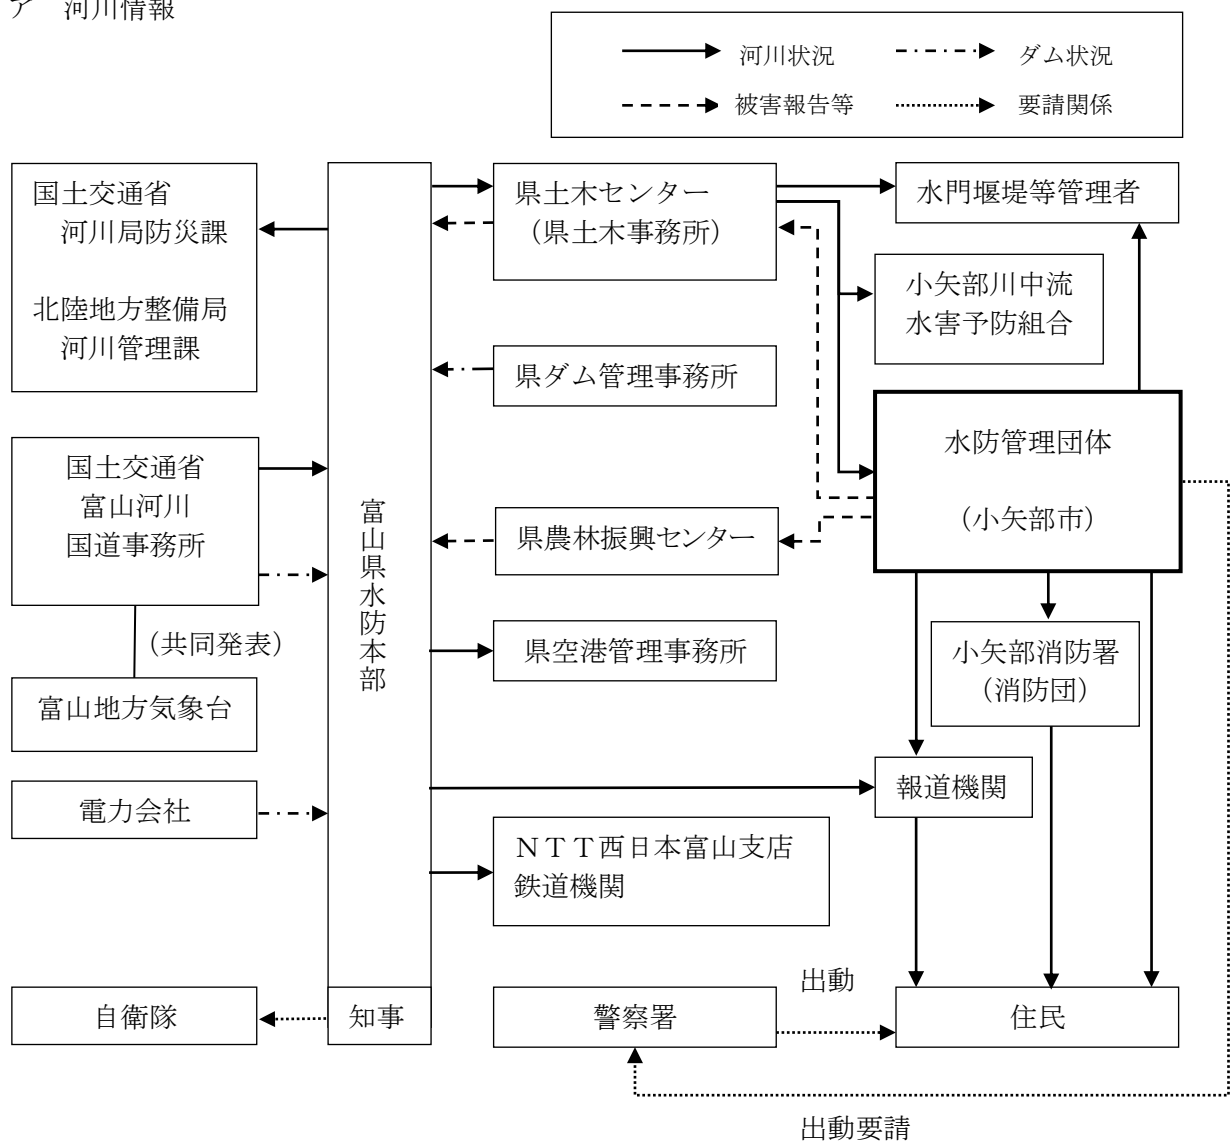 ア 河川情報
河川状況
ダム状況
被害報告等
要請関係
国土交通省
河川局防災課
北陸地方整備局
河川管理課
県土木センター
（県土木事務所）
水門堰堤等管理者
小矢部川中流
水害予防組合
県ダム管理事務所
水防管理団体
（小矢部市）
国土交通省
富山河川
国道事務所
富山県水防本部
県農林振興センター
（共同発表）
県空港管理事務所
小矢部消防署
（消防団）
富山地方気象台
電力会社
報道機関
ＮＴＴ西日本富山支店
鉄道機関
出動
自衛隊
知事
警察署
住民
出動要請